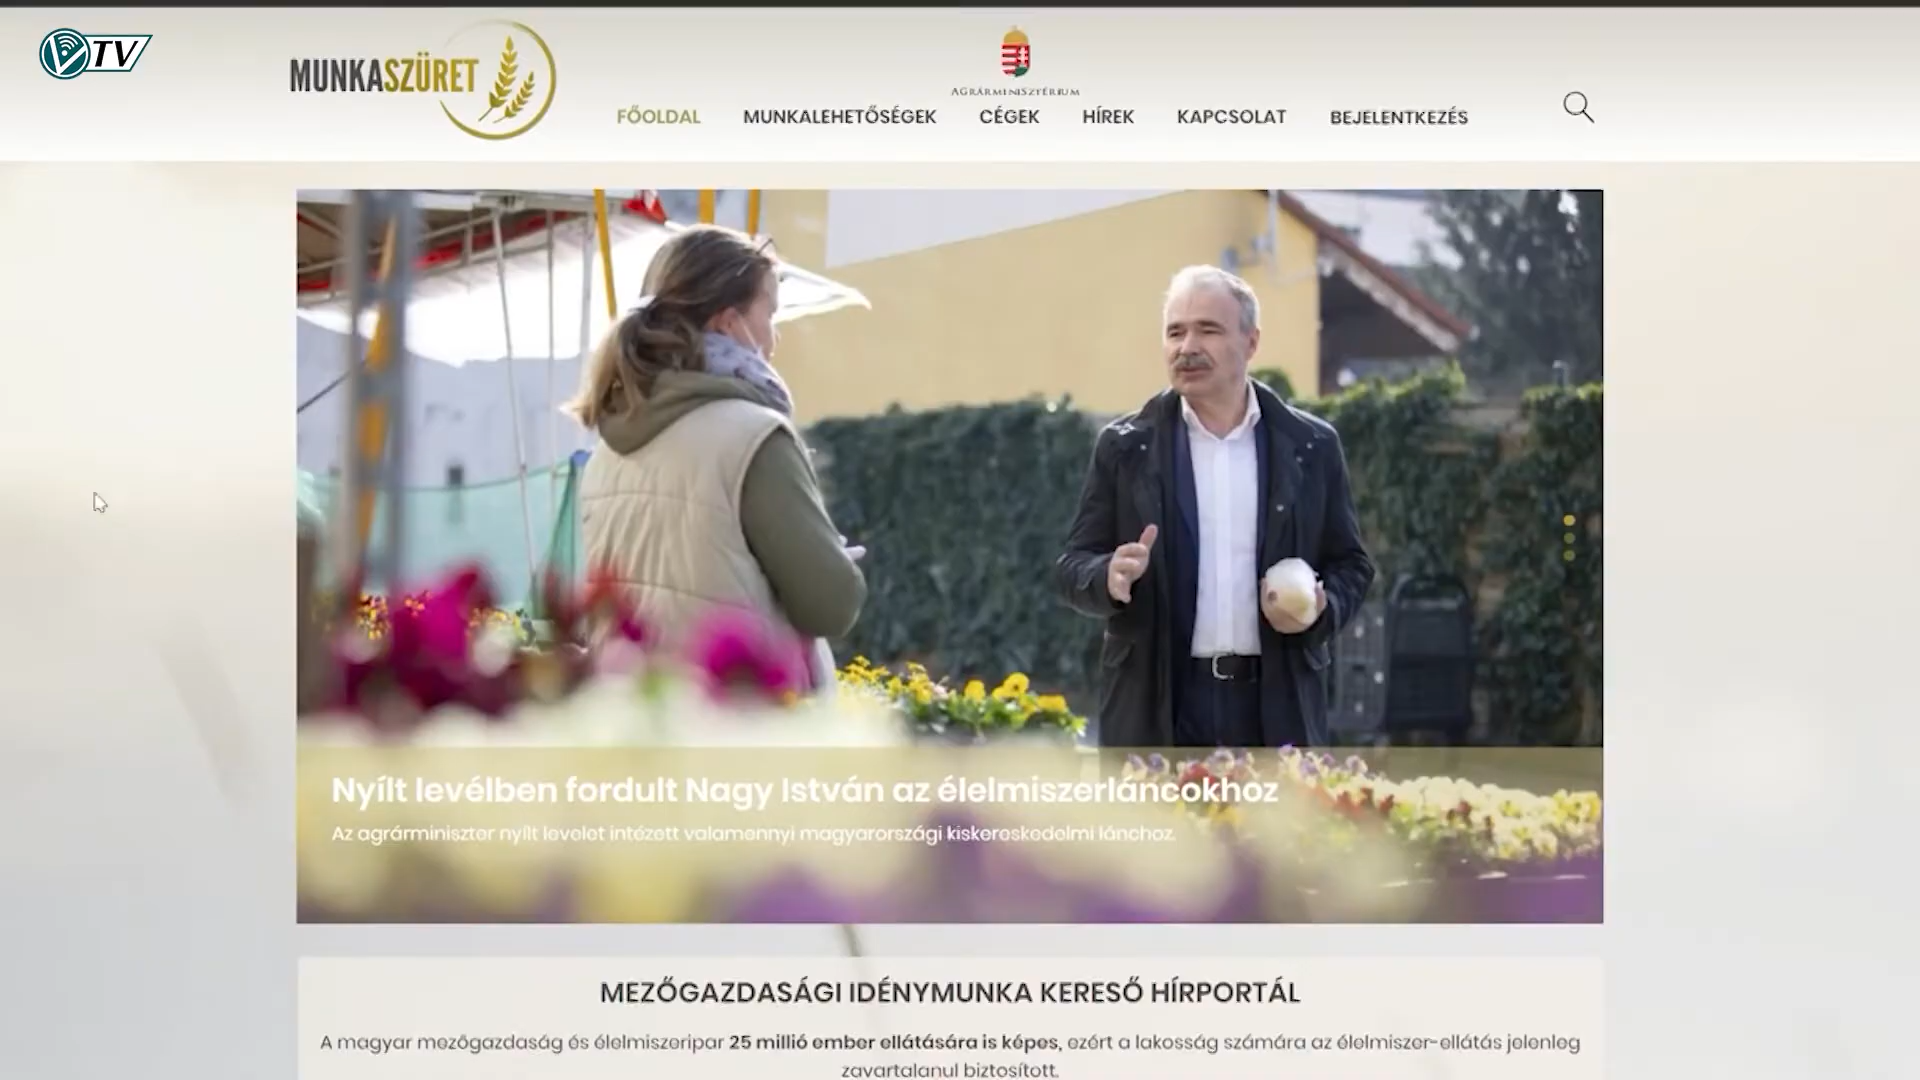 TV
MUNKASZÜRET
AGRÁRMINISZTÉRIUM
FŐOLDAL MUNKALEHETŐSÉGEK CÉGEK HÍREK KAPCSOLAT BEJELENTKEZÉS
Nyílt levélben fordult Nagy István az élelmiszerláncokhoz
Az agrárminiszter nyílt levelet intézett valamennyi magyarországi kiskereskedelmi lánchoz.
MEZŐGAZDASÁGI IDÉNYMUNKA KERESŐ HÍRPORTÁL
A magyar mezőgazdaság és élelmiszeripar 25 millió ember ellátására is képes, ezért a lakosság számára az élelmiszer-ellátás jelenleg
zavartalanul biztosított.